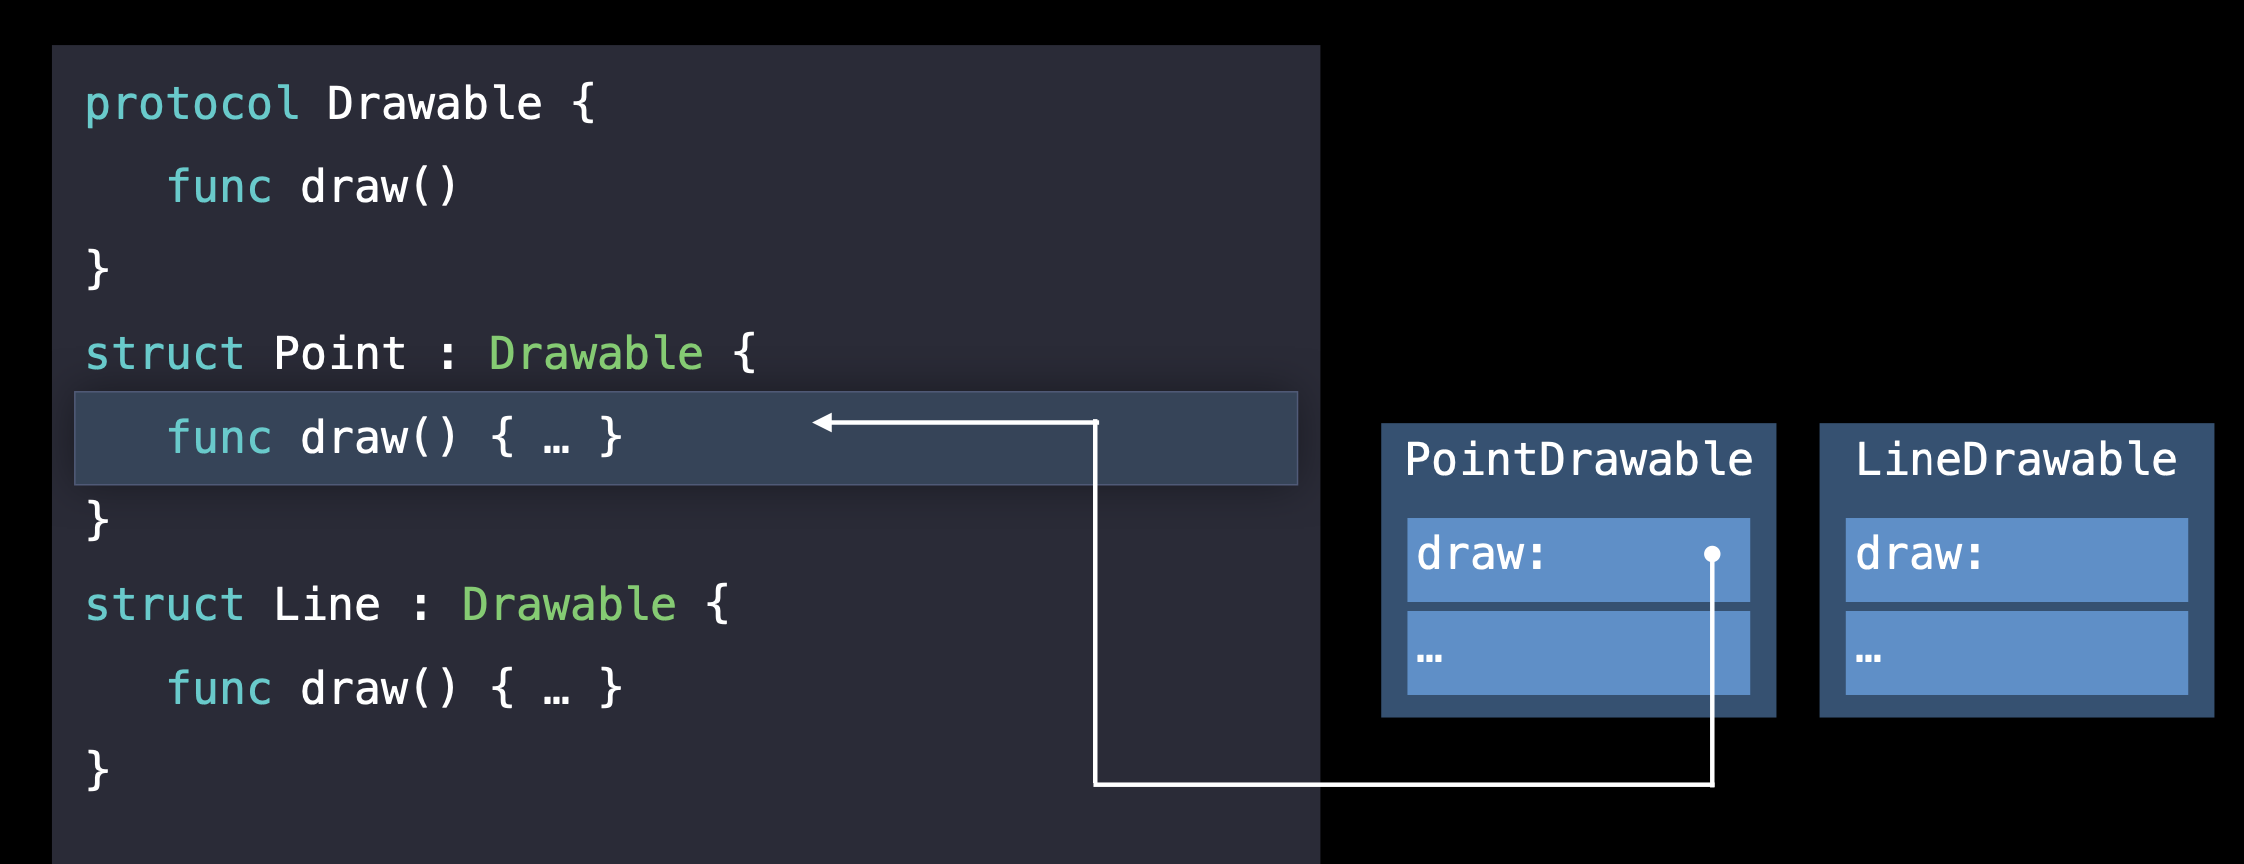 protocol Drawable {
   func draw()
}
struct Point : Drawable {
   func draw() { … }
}
struct Line : Drawable {
   func draw() { … }
}
PointDrawable
draw:
…
LineDrawable
draw:
…